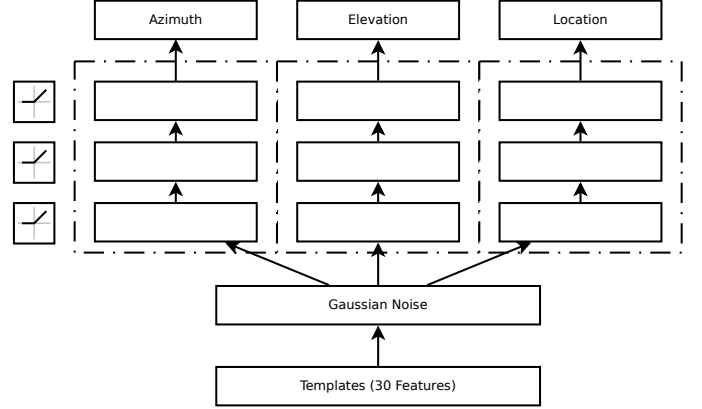 Azimuth
Elevation
Location
Gaussian Noise
Templates (30 Features)